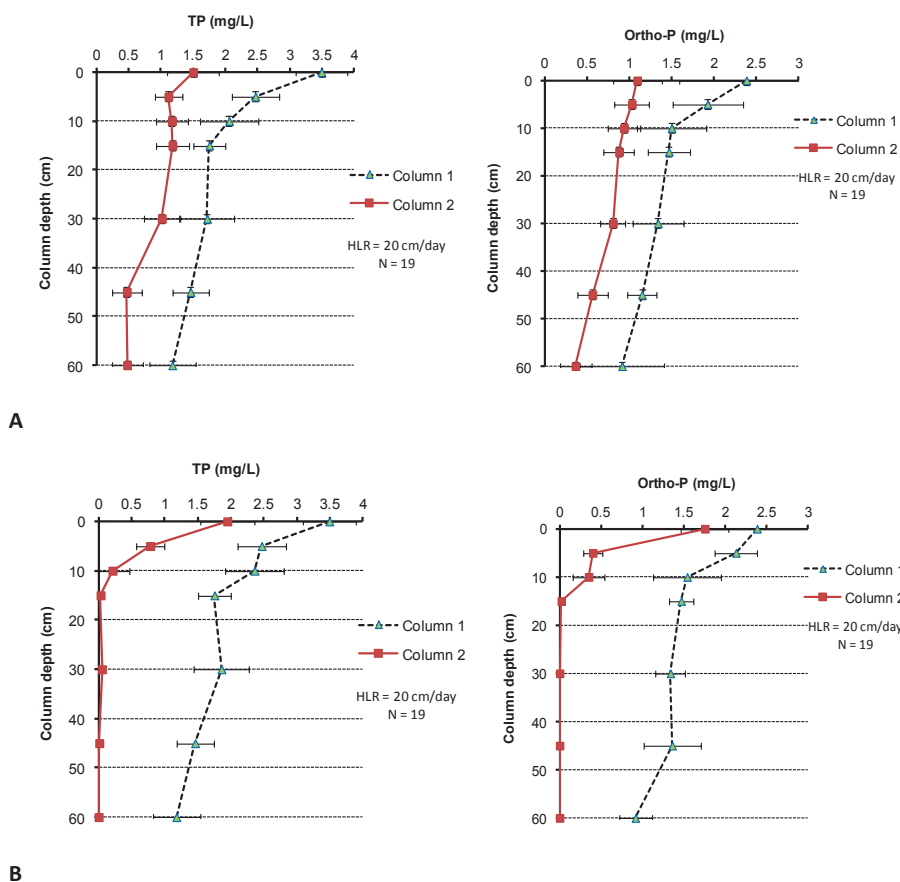 TP (mg/L)
0 0.5 1 1.5 2 2.5 3 3.5 4
0
10
20
30
40
50
60
Column depth (cm)
Column 1
Column 2
HLR = 20 cm/day
N = 19
Ortho-P (mg/L)
0 0.5 1 1.5 2 2.5 3
0
10
20
30
40
50
60
Column depth (cm)
Column 1
Column 2
HLR = 20 cm/day
N = 19
A
TP (mg/L)
0 0.5 1 1.5 2 2.5 3 3.5 4
0
10
20
30
40
50
60
Column depth (cm)
Column 1
Column 2
HLR = 20 cm/day
N = 19
Ortho-P (mg/L)
0 0.5 1 1.5 2 2.5 3
0
10
20
30
40
50
60
Column depth (cm)
Column 1
Column 2
HLR = 20 cm/day
N = 19
B